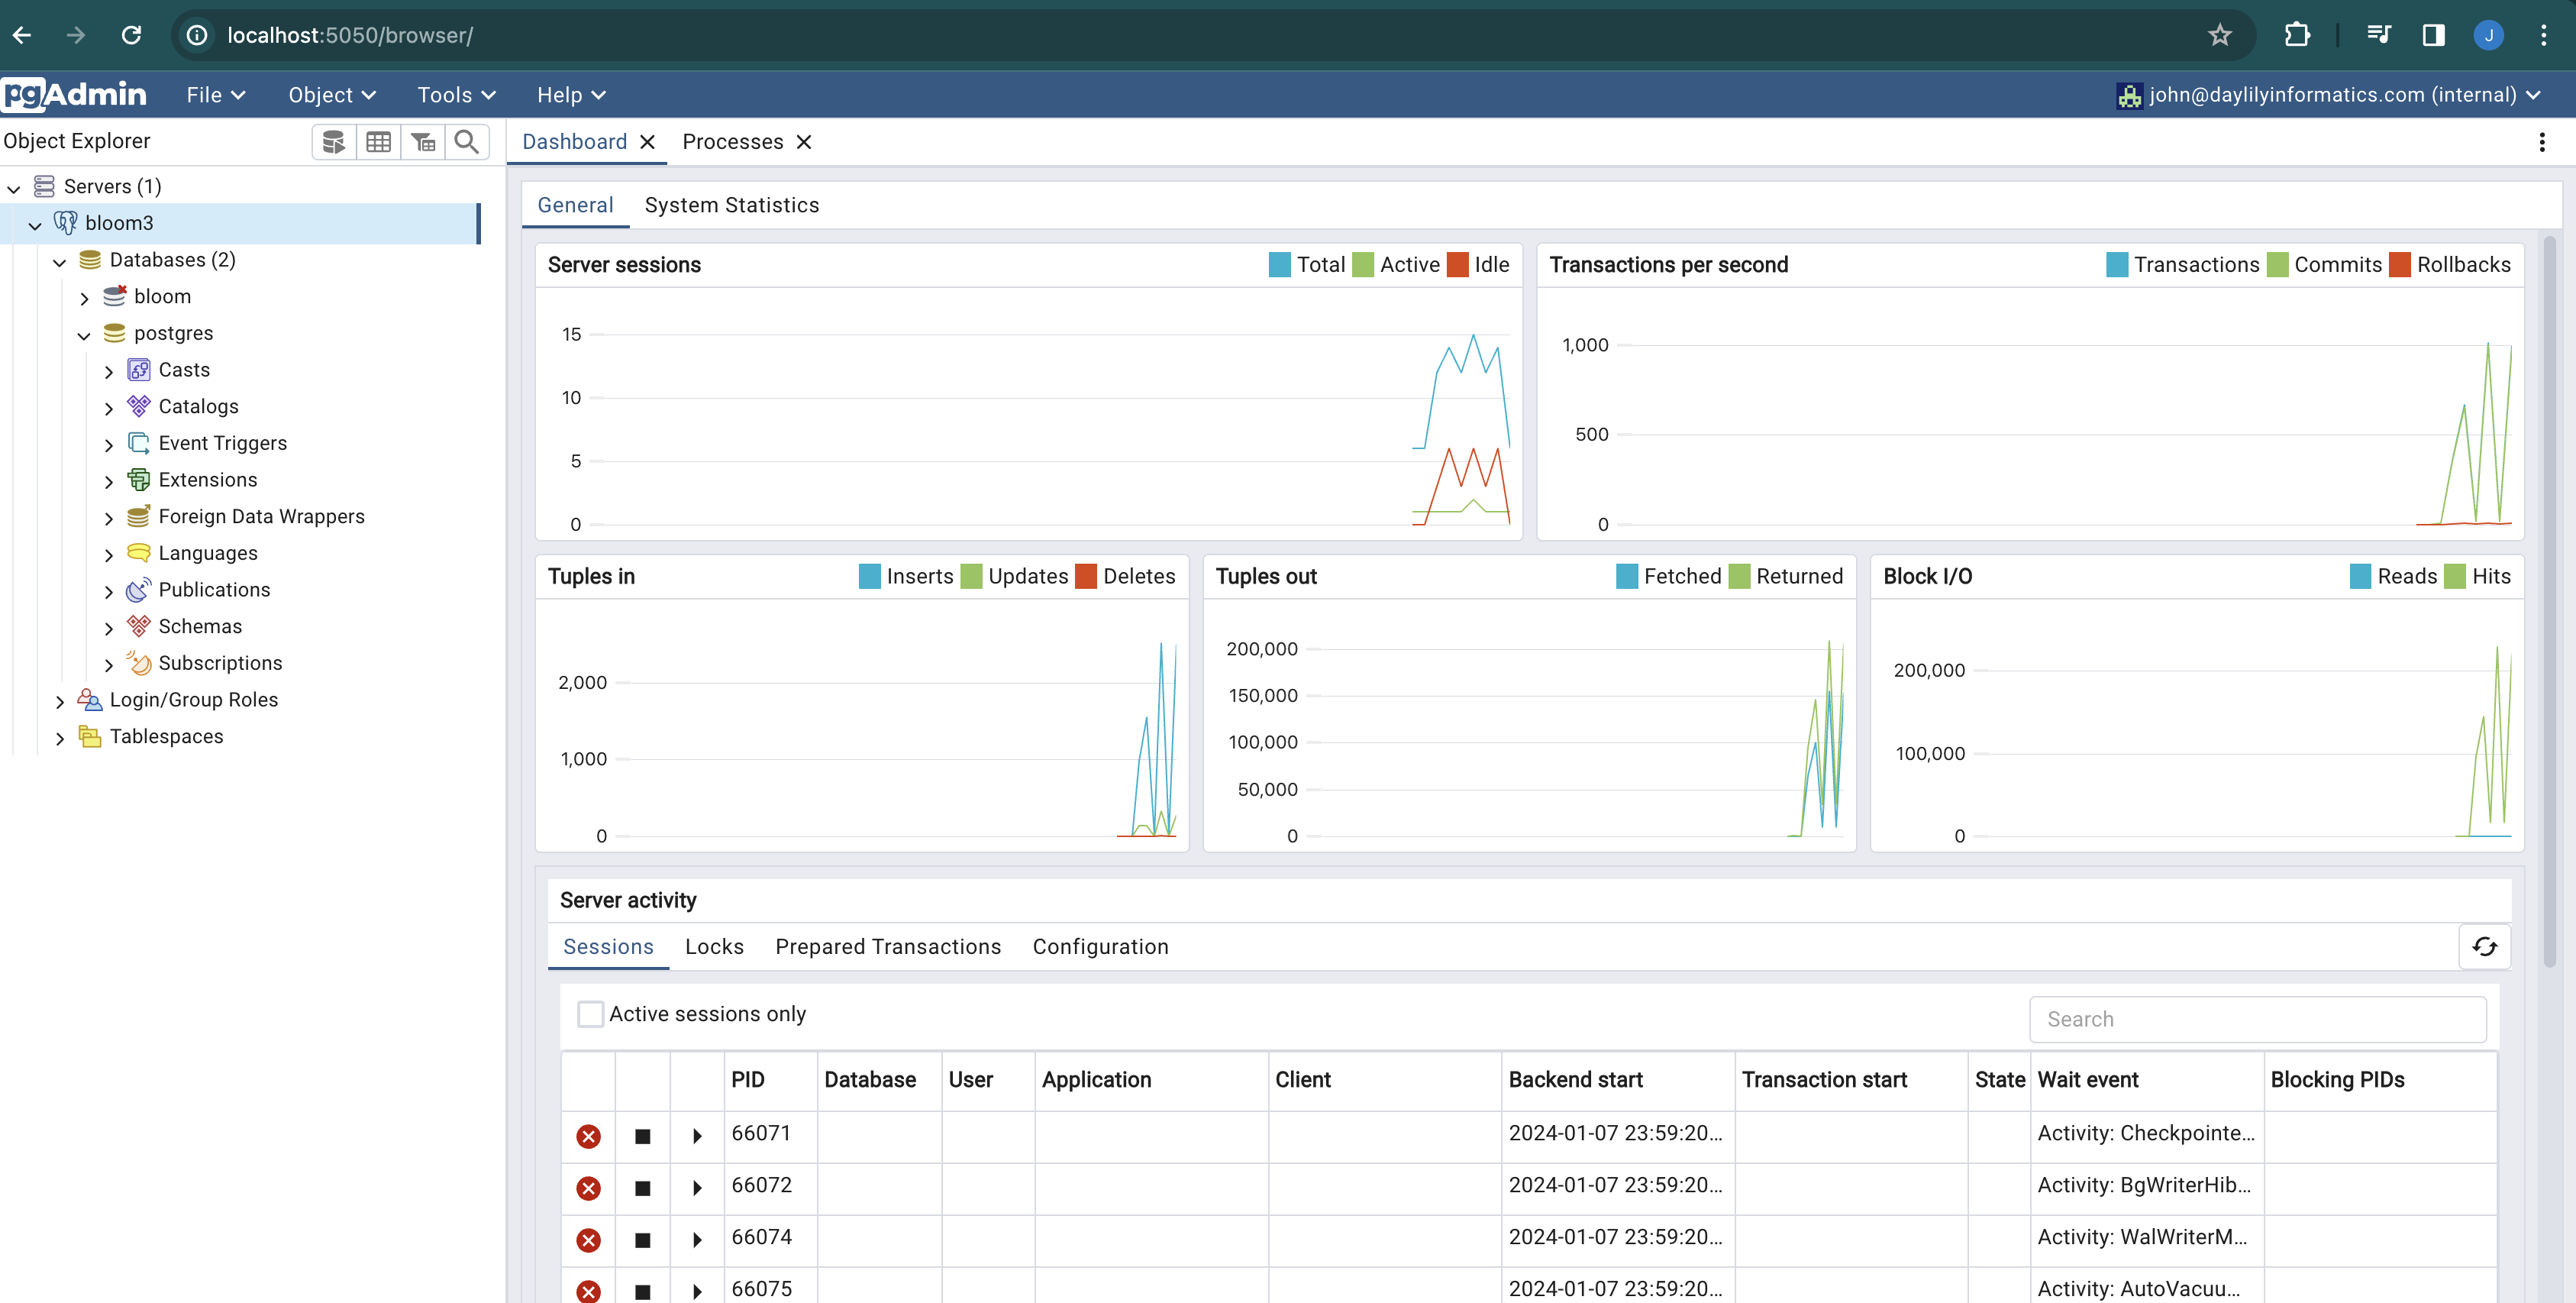 localhost:5050/browser/
J
pgAdmin
File
Object
Tools
Help
john@daylilyinformatics.com (internal)
Object Explorer
Servers (1)
bloom3
Databases (2)
bloom
postgres
Casts
Catalogs
Event Triggers
Extensions
Foreign Data Wrappers
Languages
Publications
Schemas
Subscriptions
Login/Group Roles
Tablespaces
Dashboard
Processes
General
System Statistics
Server sessions
Total Active Idle
15
10
5
0
Transactions per second
Transactions Commits Rollbacks
1,000
500
0
Tuples in
Inserts Updates Deletes
2,000
1,000
0
Tuples out
Fetched Returned
200,000
150,000
100,000
50,000
0
Block I/O
Reads Hits
200,000
100,000
0
Server activity
Sessions
Locks
Prepared Transactions
Configuration
Active sessions only
Search
PID Database User Application Client Backend start Transaction start State Wait event Blocking PIDs
66071 2024-01-07 23:59:20... Activity: Checkpointe...
66072 2024-01-07 23:59:20... Activity: BgWriterHib...
66074 2024-01-07 23:59:20... Activity: WalWriterM...
66075 2024-01-07 23:59:20... Activity: AutoVacuu...